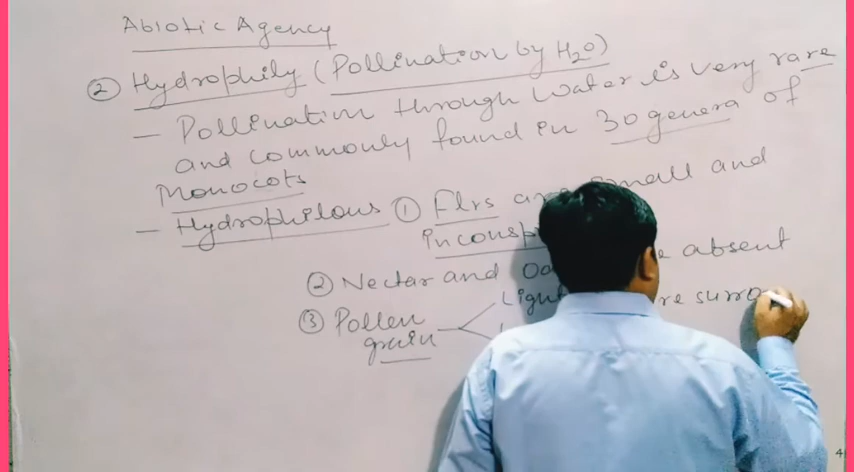 Abiotic Agency
② Hydrophily (Pollination by H2O)
- Pollination through water is very rare
and commonly found in 30 genera of
Monocots
- Hydrophilous ① Flrs are small and
inconsp
② Nectar and absent
③ Pollen grain Light re surro
4